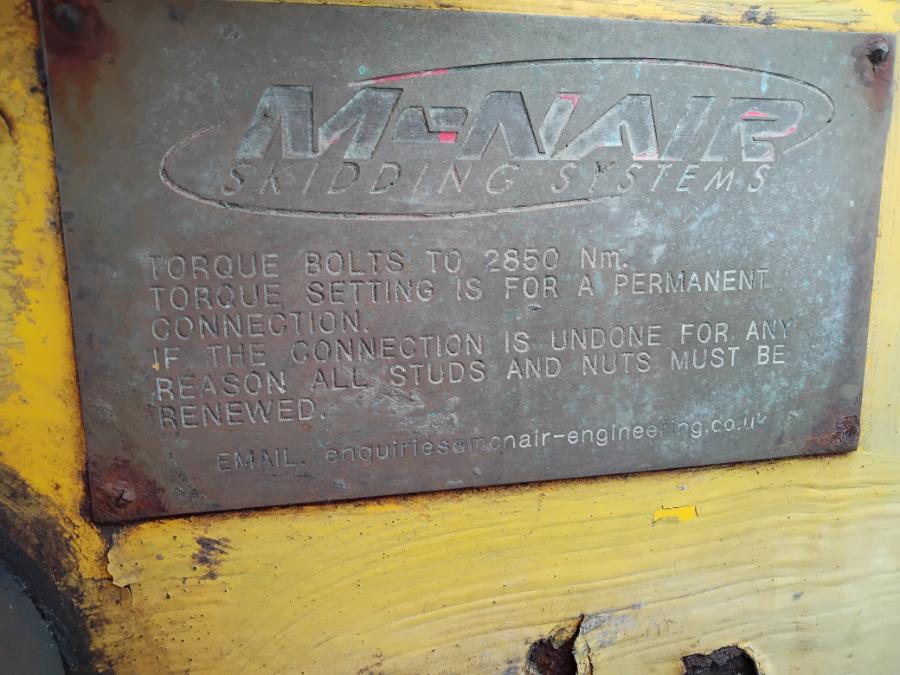 McNAIR
SKIDDING SYSTEMS
TORQUE BOLTS TO 2850 Nm.
TORQUE SETTING IS FOR A PERMANENT
CONNECTION.
IF THE CONNECTION IS UNDONE FOR ANY
REASON ALL STUDS AND NUTS MUST BE
RENEWED.
EMAIL. enquiries@mcnair-engineering.co.uk